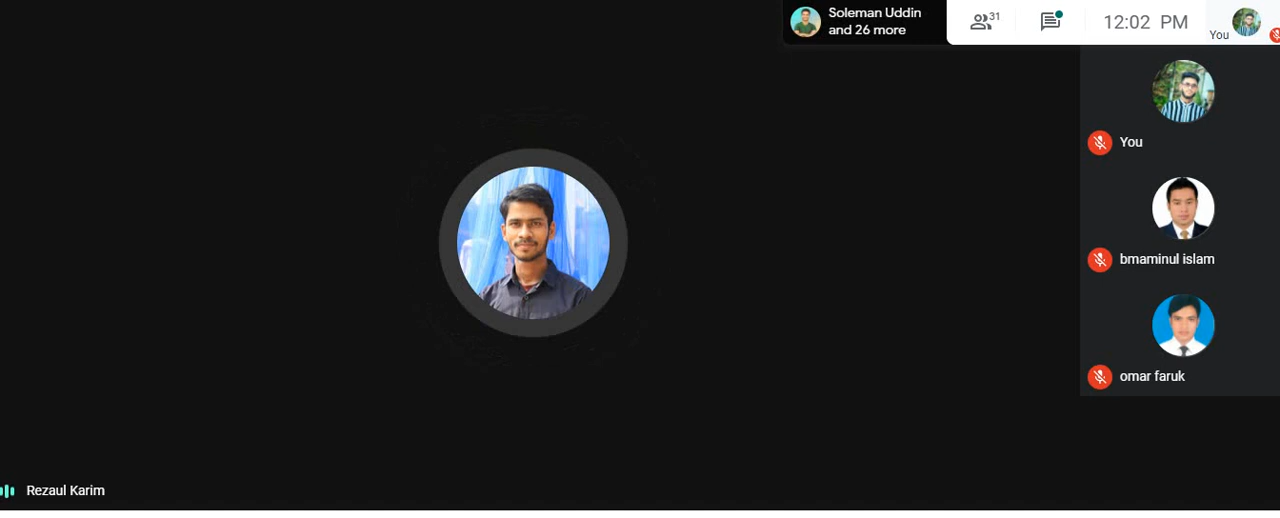 Soleman Uddin
and 26 more
31
12:02 PM
You
You
bmaminul islam
omar faruk
Rezaul Karim